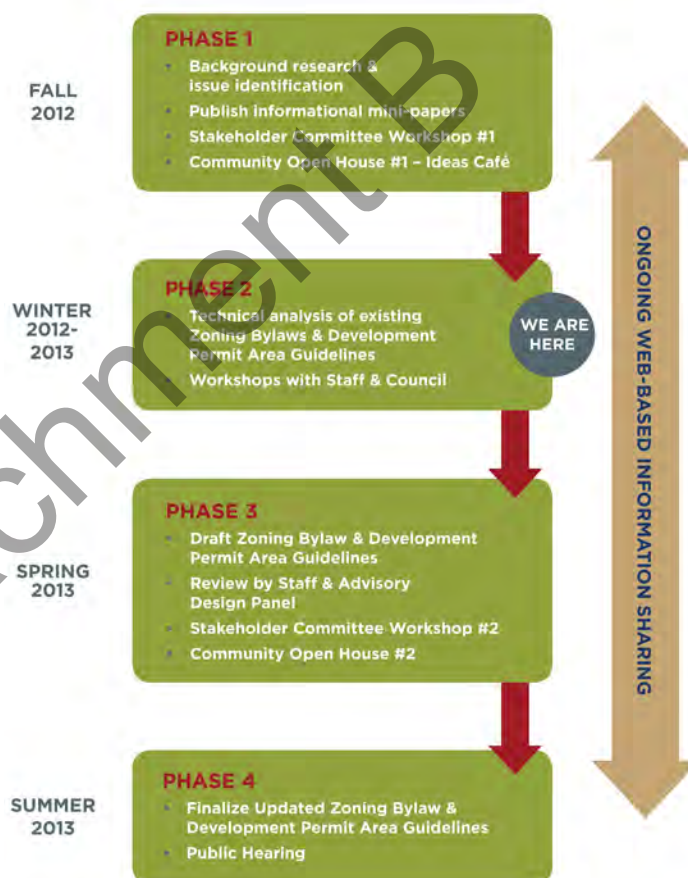 FALL
2012
PHASE 1
• Background research &
issue identification
• Publish informational mini-papers
• Stakeholder Committee Workshop #1
• Community Open House #1 – Ideas Café
WINTER
2012-
2013
PHASE 2
• Technical analysis of existing
Zoning Bylaws & Development
Permit Area Guidelines
• Workshops with Staff & Council
WE ARE
HERE
SPRING
2013
PHASE 3
• Draft Zoning Bylaw & Development
Permit Area Guidelines
• Review by Staff & Advisory
Design Panel
• Stakeholder Committee Workshop #2
• Community Open House #2
SUMMER
2013
PHASE 4
• Finalize Updated Zoning Bylaw &
Development Permit Area Guidelines
• Public Hearing
ONGOING WEB-BASED INFORMATION SHARING
chment B